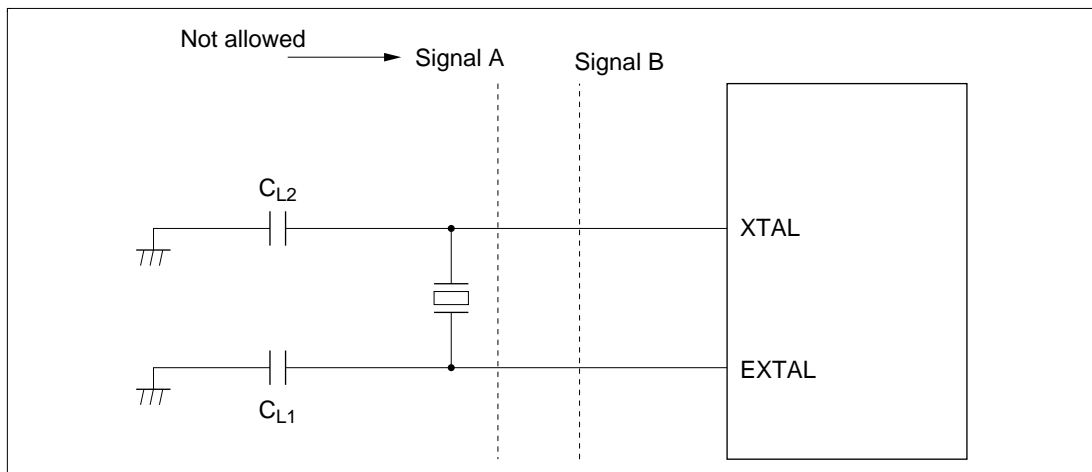 Not allowed
Signal A
Signal B
CL2
XTAL
EXTAL
CL1